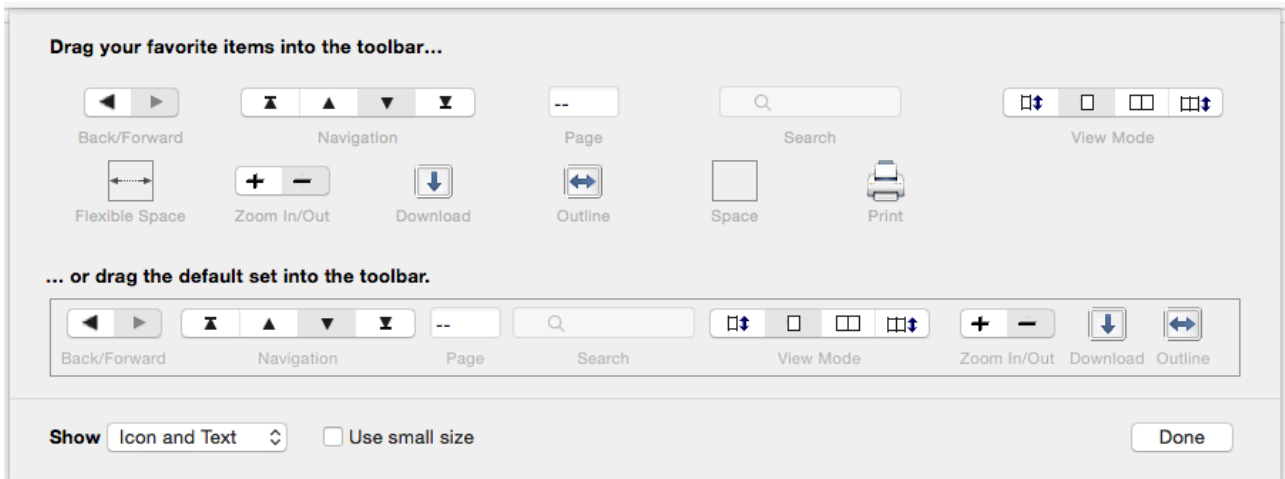 Drag your favorite items into the toolbar...
--
Back/Forward Navigation Page Search View Mode
Flexible Space Zoom In/Out Download Outline Space Print
... or drag the default set into the toolbar.
--
Back/Forward Navigation Page Search View Mode Zoom In/Out Download Outline
Show Icon and Text Use small size Done